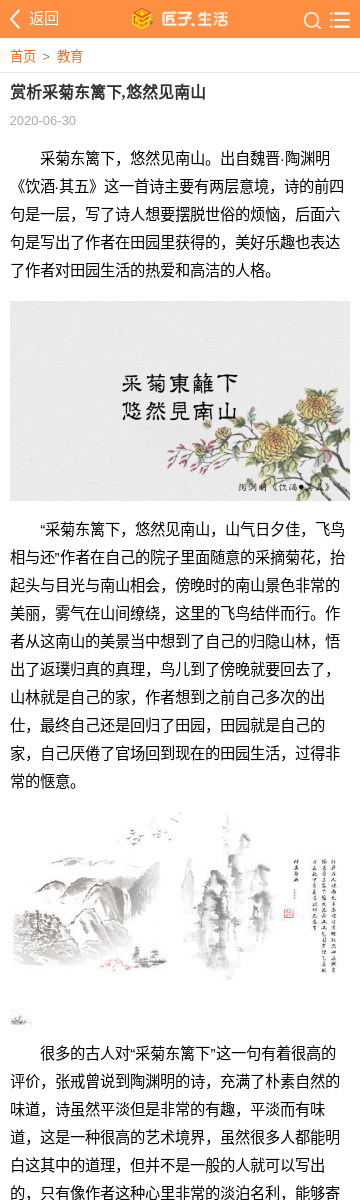 返回
匠子.生活
首页 > 教育
赏析采菊东篱下,悠然见南山
2020-06-30
采菊东篱下，悠然见南山。出自魏晋·陶渊明
《饮酒·其五》这一首诗主要有两层意境，诗的前四
句是一层，写了诗人想要摆脱世俗的烦恼，后面六
句是写出了作者在田园里获得的，美好乐趣也表达
了作者对田园生活的热爱和高洁的人格。
采菊東籬下
悠然見南山
陶渊明《饮酒●其五》
“采菊东篱下，悠然见南山，山气日夕佳，飞鸟
相与还”作者在自己的院子里面随意的采摘菊花，抬
起头与目光与南山相会，傍晚时的南山景色非常的
美丽，雾气在山间缭绕，这里的飞鸟结伴而行。作
者从这南山的美景当中想到了自己的归隐山林，悟
出了返璞归真的真理，鸟儿到了傍晚就要回去了，
山林就是自己的家，作者想到之前自己多次的出
仕，最终自己还是回归了田园，田园就是自己的
家，自己厌倦了官场回到现在的田园生活，过得非
常的惬意。
很多的古人对“采菊东篱下”这一句有着很高的
评价，张戒曾说到陶渊明的诗，充满了朴素自然的
味道，诗虽然平淡但是非常的有趣，平淡而有味
道，这是一种很高的艺术境界，虽然很多人都能明
白这其中的道理，但并不是一般的人就可以写出
的，只有像作者这种心里非常的淡泊名利，能够寄